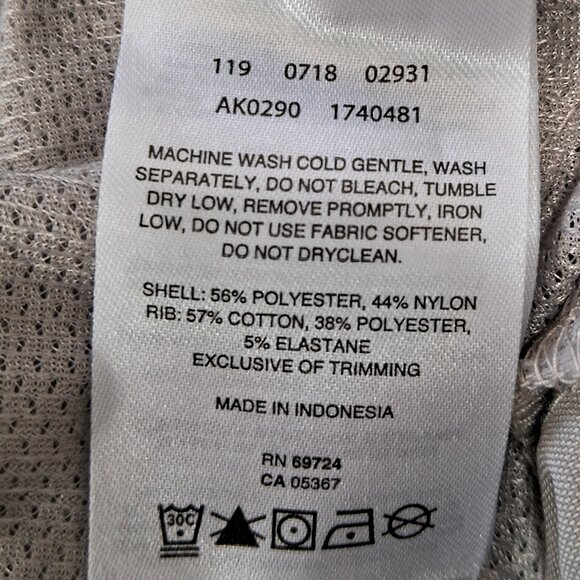 119 0718 02931
AK0290 1740481
MACHINE WASH COLD GENTLE, WASH
SEPARATELY, DO NOT BLEACH, TUMBLE
DRY LOW, REMOVE PROMPTLY, IRON
LOW, DO NOT USE FABRIC SOFTENER,
DO NOT DRYCLEAN.
SHELL: 56% POLYESTER, 44% NYLON
RIB: 57% COTTON, 38% POLYESTER,
5% ELASTANE
EXCLUSIVE OF TRIMMING
MADE IN INDONESIA
RN 69724
CA 05367
30C